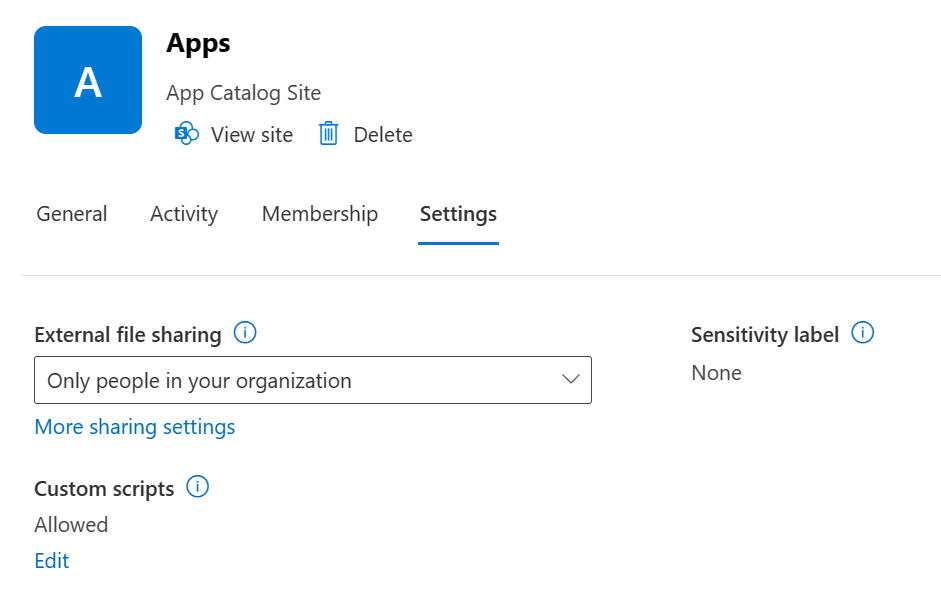 A
Apps
App Catalog Site
View site Delete
General Activity Membership Settings
External file sharing
Only people in your organization
More sharing settings
Custom scripts
Allowed
Edit
Sensitivity label
None